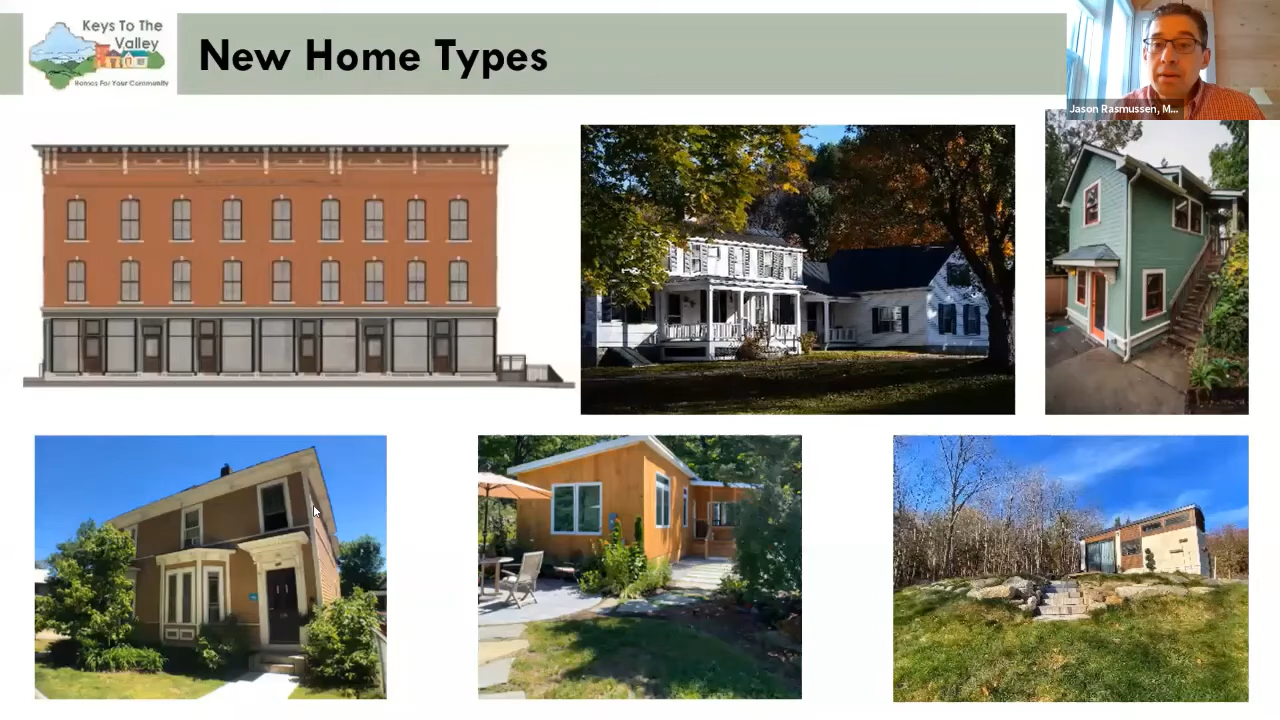 Keys To The
Valley
Homes For Your Community
New Home Types
Jason Rasmussen, M...